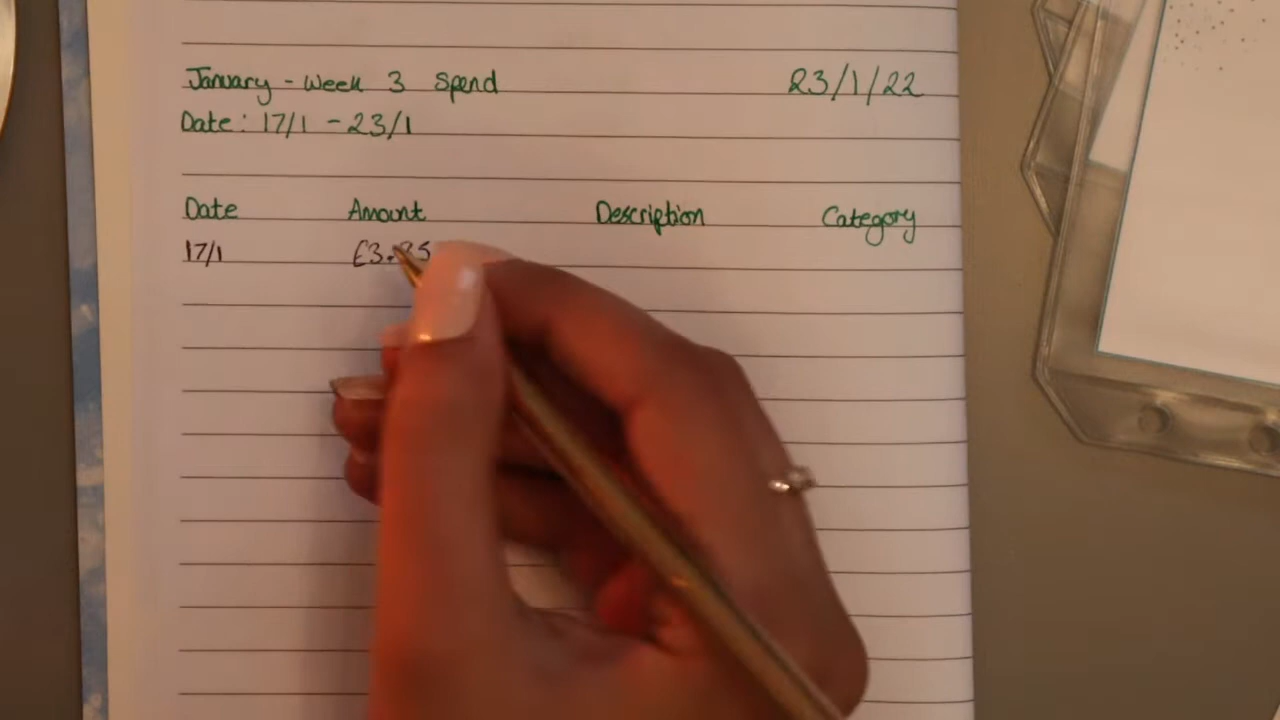 January - Week 3 Spend 23/1/22
Date: 17/1 - 23/1
Date Amount Description Category
17/1